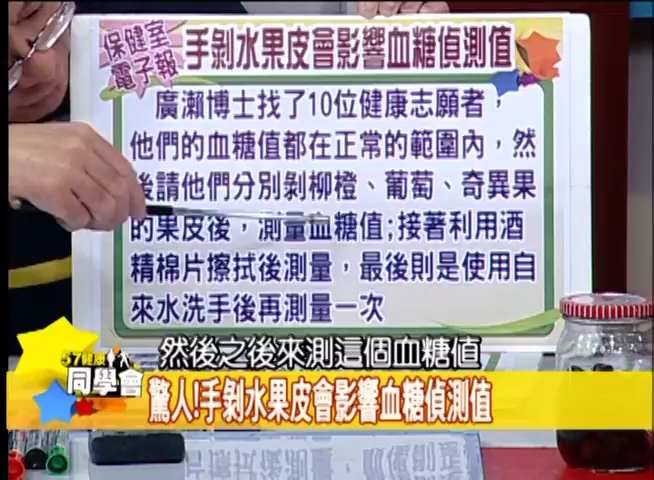 保健室
電子報
手剝水果皮會影響血糖偵測值
廣瀨博士找了10位健康志願者，
他們的血糖值都在正常的範圍內，然
後請他們分別剝柳橙、葡萄、奇異果
的果皮後，測量血糖值;接著利用酒
精棉片擦拭後測量，最後則是使用自
來水洗手後再測量一次
然後之後來測這個血糖值
57健康
同學會
驚人!手剝水果皮會影響血糖偵測值